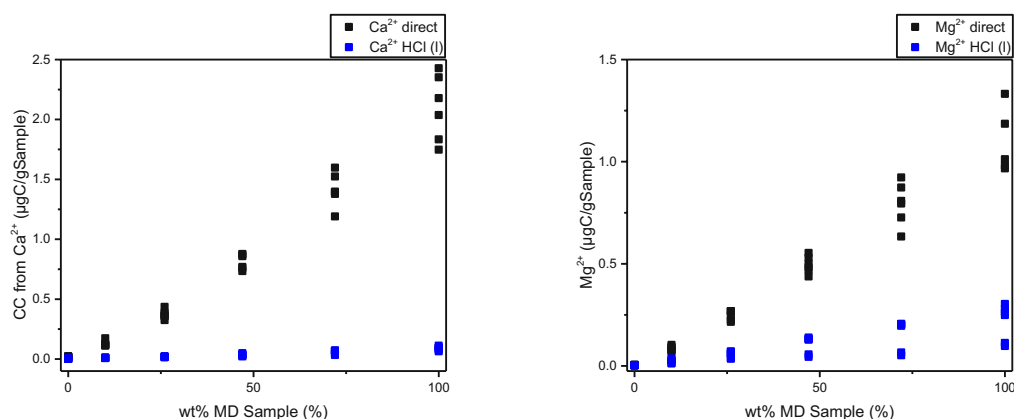 Ca²⁺ direct
Ca²⁺ HCl (I)
2.5
2.0
1.5
1.0
0.5
0.0
CC from Ca²⁺ (µgC/gSample)
0
50
100
wt% MD Sample (%)
Mg²⁺ direct
Mg²⁺ HCl (I)
1.5
1.0
0.5
0.0
Mg²⁺ (µgC/gSample)
0
50
100
wt% MD Sample (%)